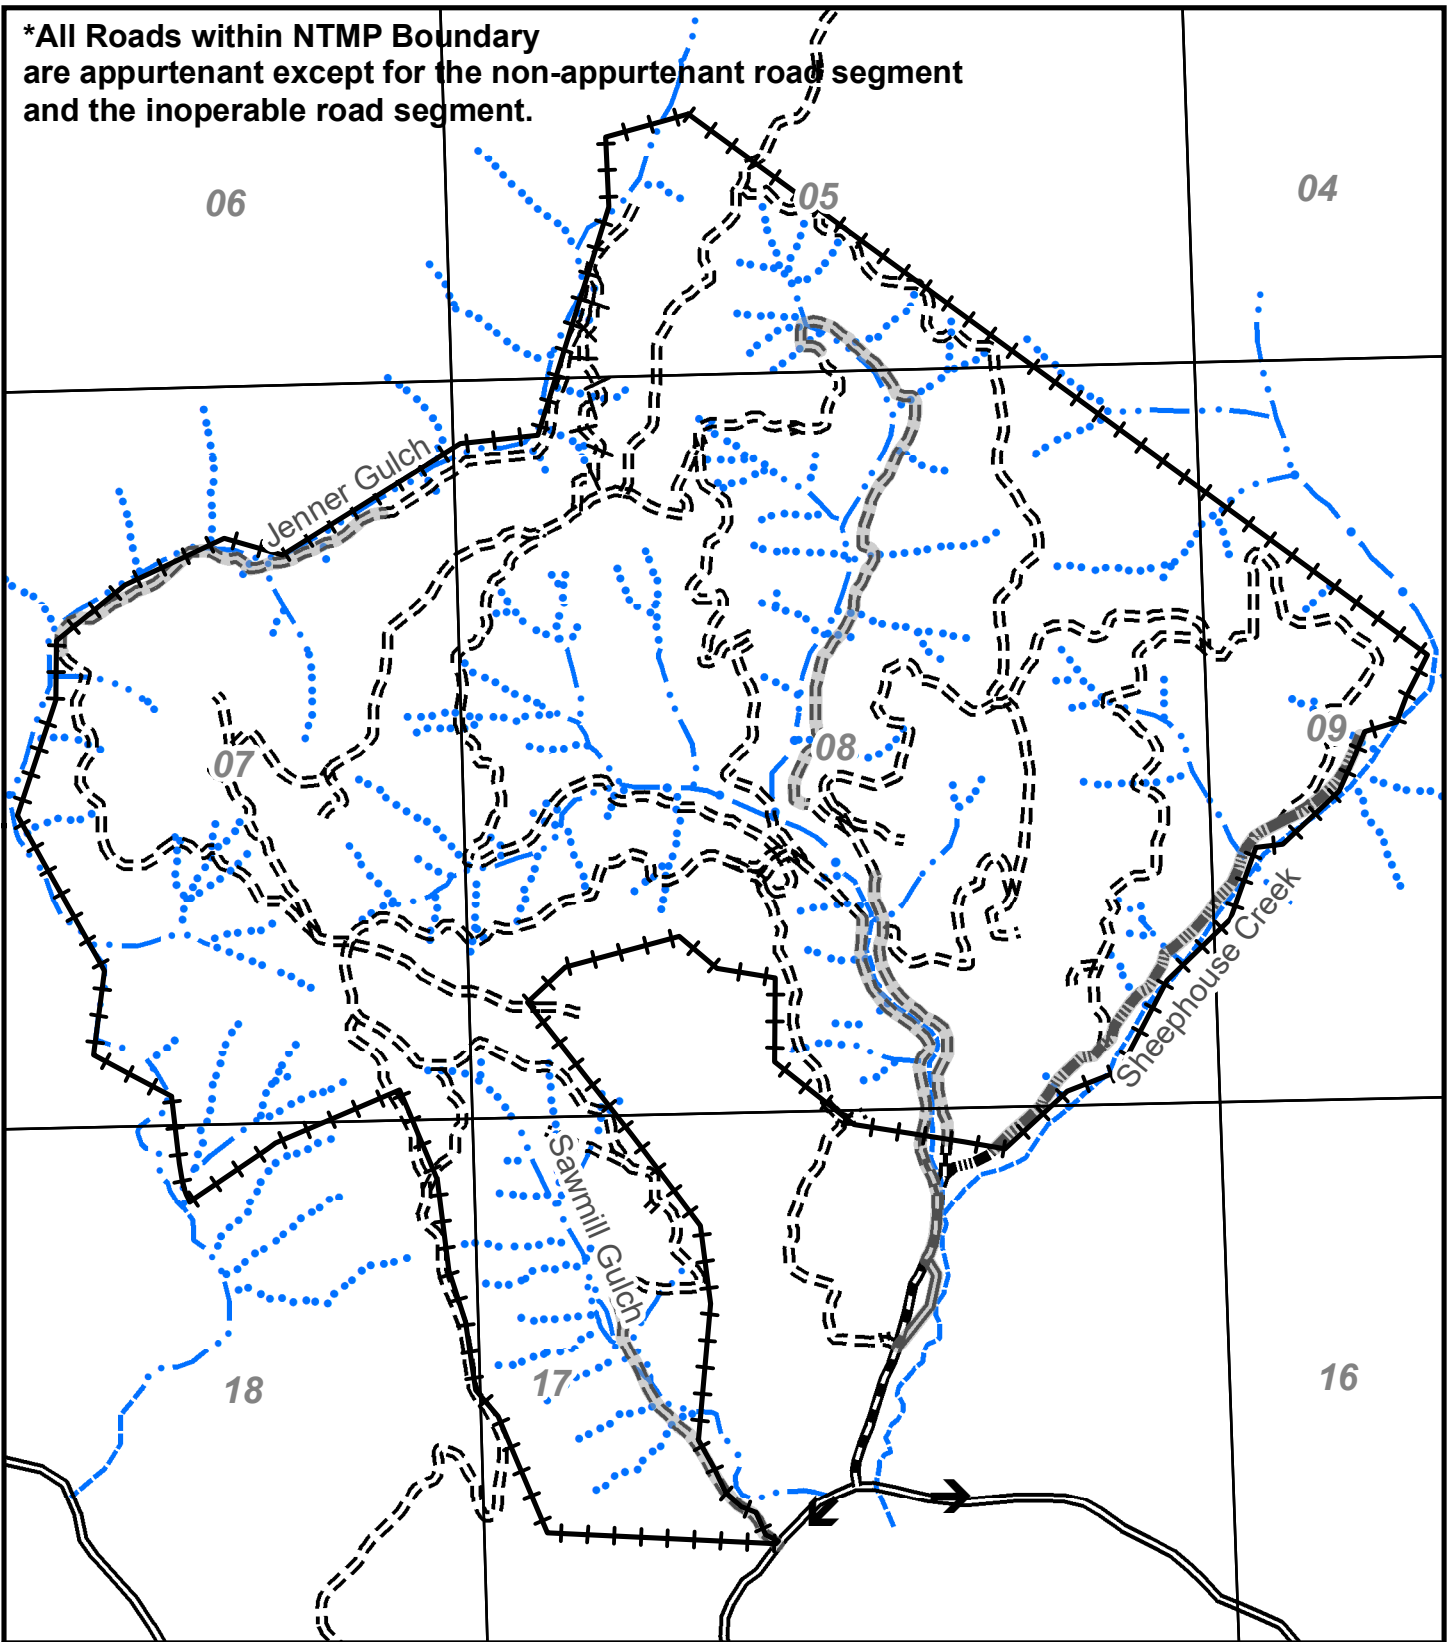 *All Roads within NTMP Boundary
are appurtenant except for the non-appurtenant road segment
and the inoperable road segment.
06
05
04
Jenner Gulch
07
08
09
Sheephouse Creek
Sawmill Gulch
18
17
16